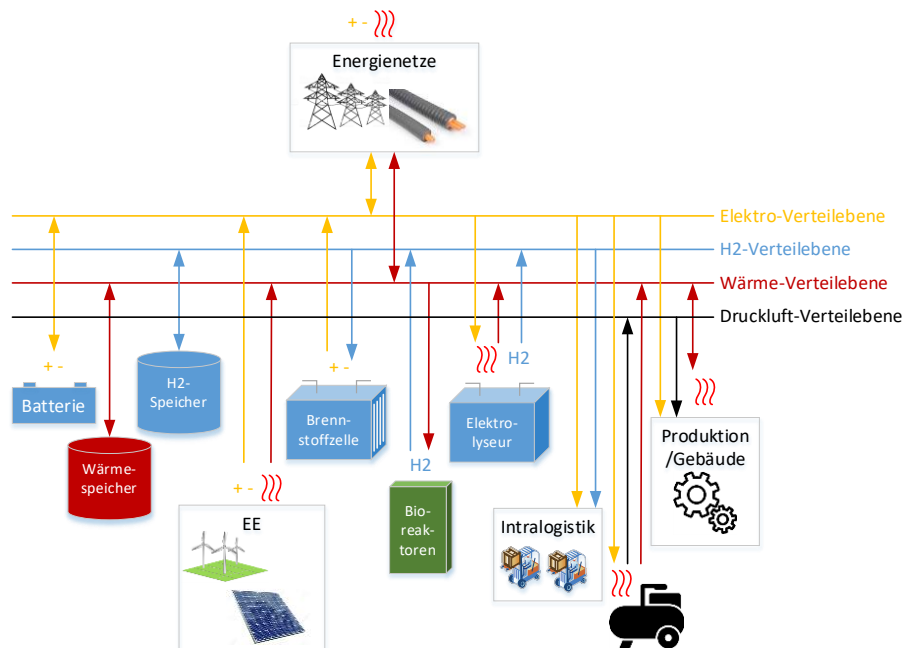 + -
Energienetze
Elektro-Verteilebene
H2-Verteilebene
Wärme-Verteilebene
Druckluft-Verteilebene
+ -
Batterie
H2-
Speicher
Wärme-
speicher
+ -
EE
+ -
Brenn-
stoffzelle
H2
Bio-
reak-
toren
H2
Elektro-
lyseur
Intralogistik
Produktion
/Gebäude